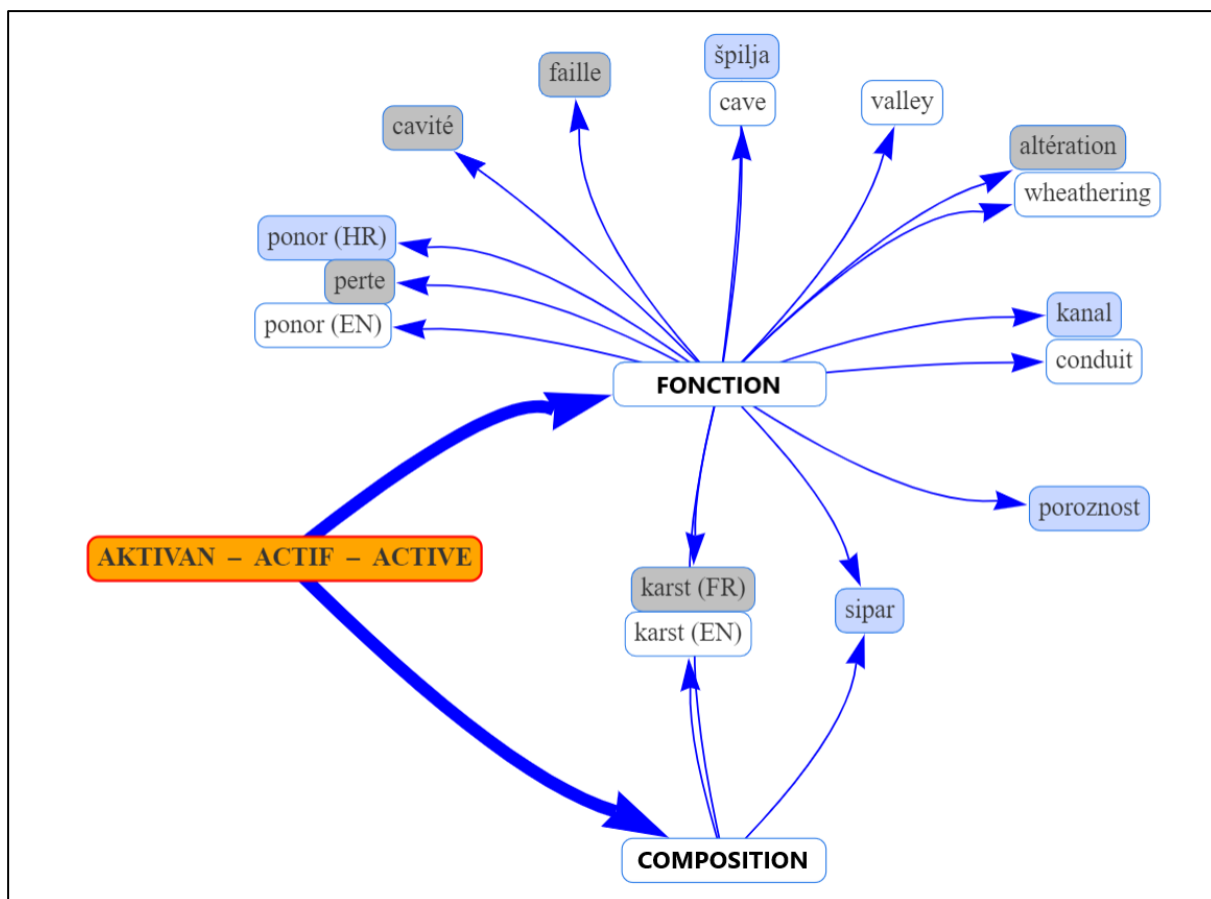 špilja
faille
cave
valley
cavité
altération
wheathering
ponor (HR)
perte
ponor (EN)
kanal
conduit
FONCTION
poroznost
AKTIVAN – ACTIF – ACTIVE
karst (FR)
sipar
karst (EN)
COMPOSITION